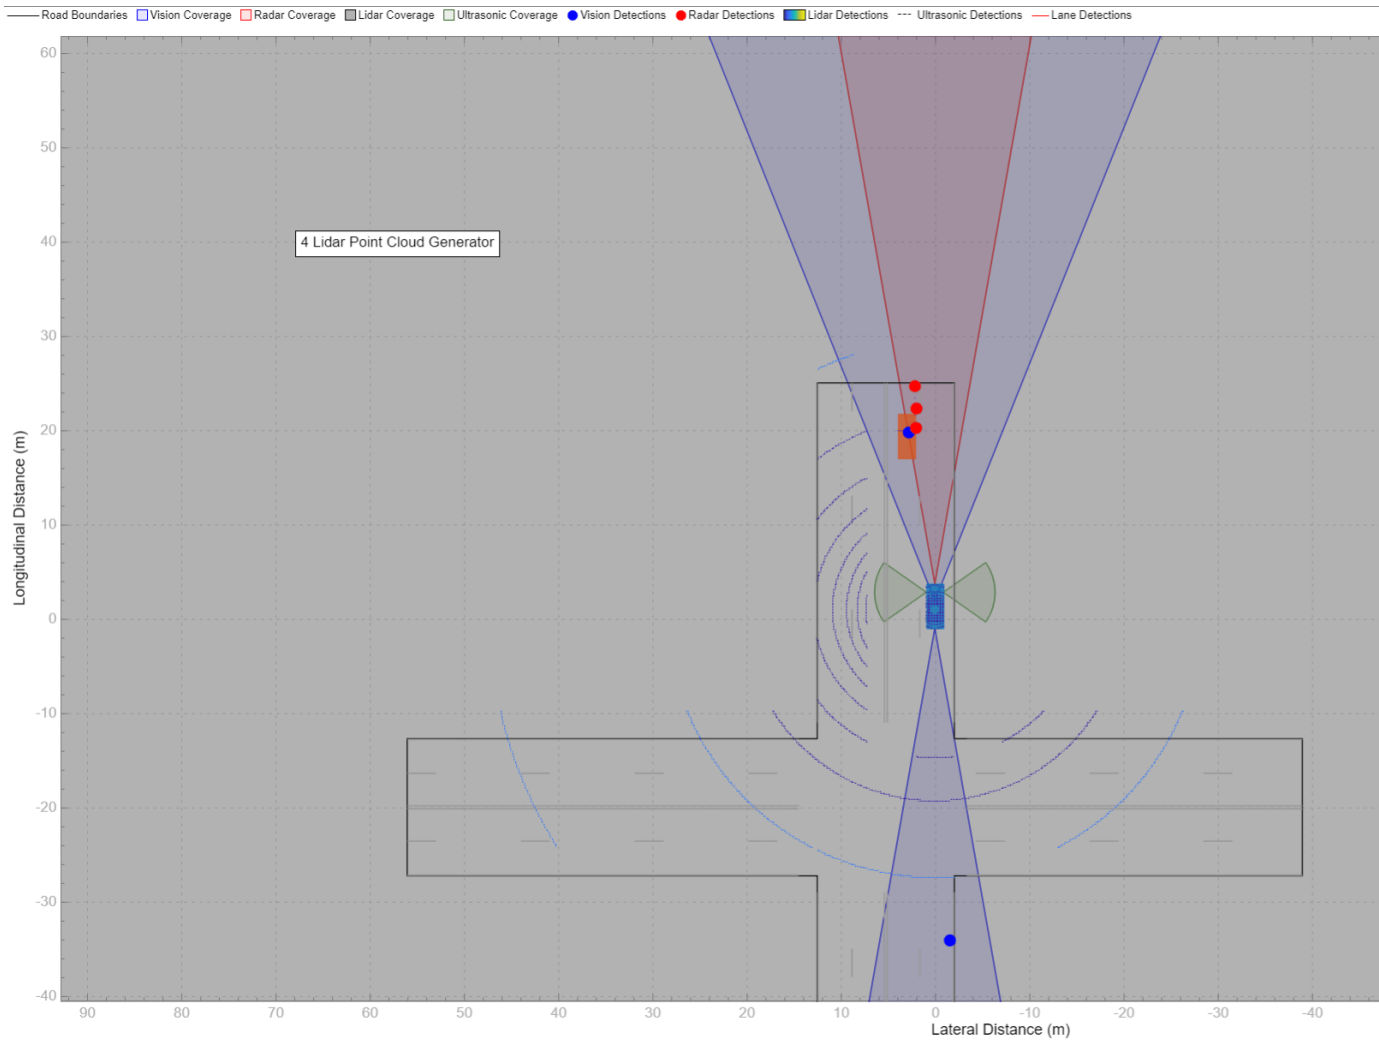 Road Boundaries Vision Coverage Radar Coverage Lidar Coverage Ultrasonic Coverage Vision Detections Radar Detections Lidar Detections Ultrasonic Detections Lane Detections
60
50
40
30
20
10
0
-10
-20
-30
-40
Longitudinal Distance (m)
4 Lidar Point Cloud Generator
90 80 70 60 50 40 30 20 10 0 -10 -20 -30 -40
Lateral Distance (m)